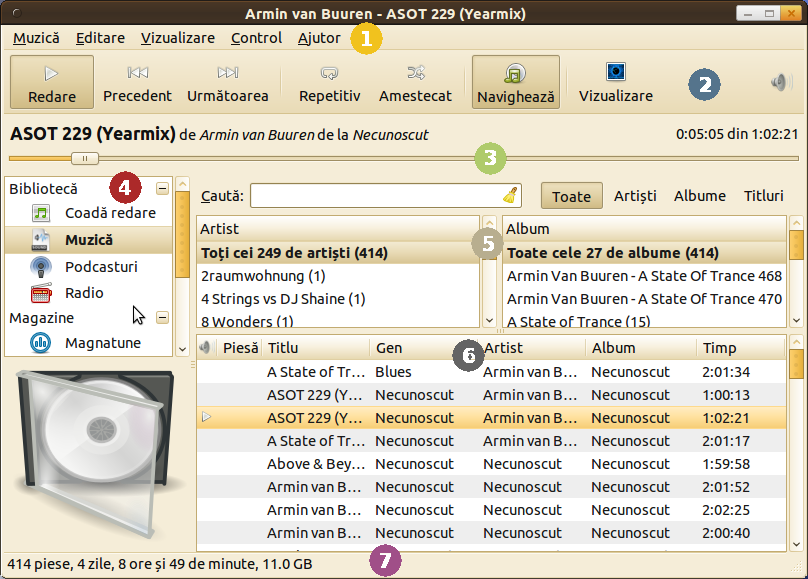 Armin van Buuren - ASOT 229 (Yearmix)
Muzică Editare Vizualizare Control Ajutor 1
Redare Precedent Următoarea Repetitiv Amestecat Navighează Vizualizare 2
ASOT 229 (Yearmix) de Armin van Buuren de la Necunoscut 0:05:05 din 1:02:21
3
Bibliotecă 4
Coadă redare
Muzică
Podcasturi
Radio
Magazine
Magnatune
Caută: Toate Artiști Albume Titluri
Artist
Toți cei 249 de artiști (414)
2raumwohnung (1)
4 Strings vs DJ Shaine (1)
8 Wonders (1)
5
Album
Toate cele 27 de albume (414)
Armin Van Buuren - A State Of Trance 468
Armin Van Buuren - A State Of Trance 470
A State of Trance (15)
Piesă Titlu Gen 6 Artist Album Timp
A State of Tr... Blues Armin van B... Necunoscut 2:01:34
ASOT 229 (Y... Necunoscut Armin van B... Necunoscut 1:00:13
ASOT 229 (Y... Necunoscut Armin van B... Necunoscut 1:02:21
A State of Tr... Necunoscut Armin van B... Necunoscut 2:01:17
Above & Bey... Necunoscut Necunoscut Necunoscut 1:59:58
Armin van B... Necunoscut Necunoscut Necunoscut 2:01:52
Armin van B... Necunoscut Necunoscut Necunoscut 2:02:25
Armin van B... Necunoscut Necunoscut Necunoscut 2:00:40
414 piese, 4 zile, 8 ore și 49 de minute, 11.0 GB 7